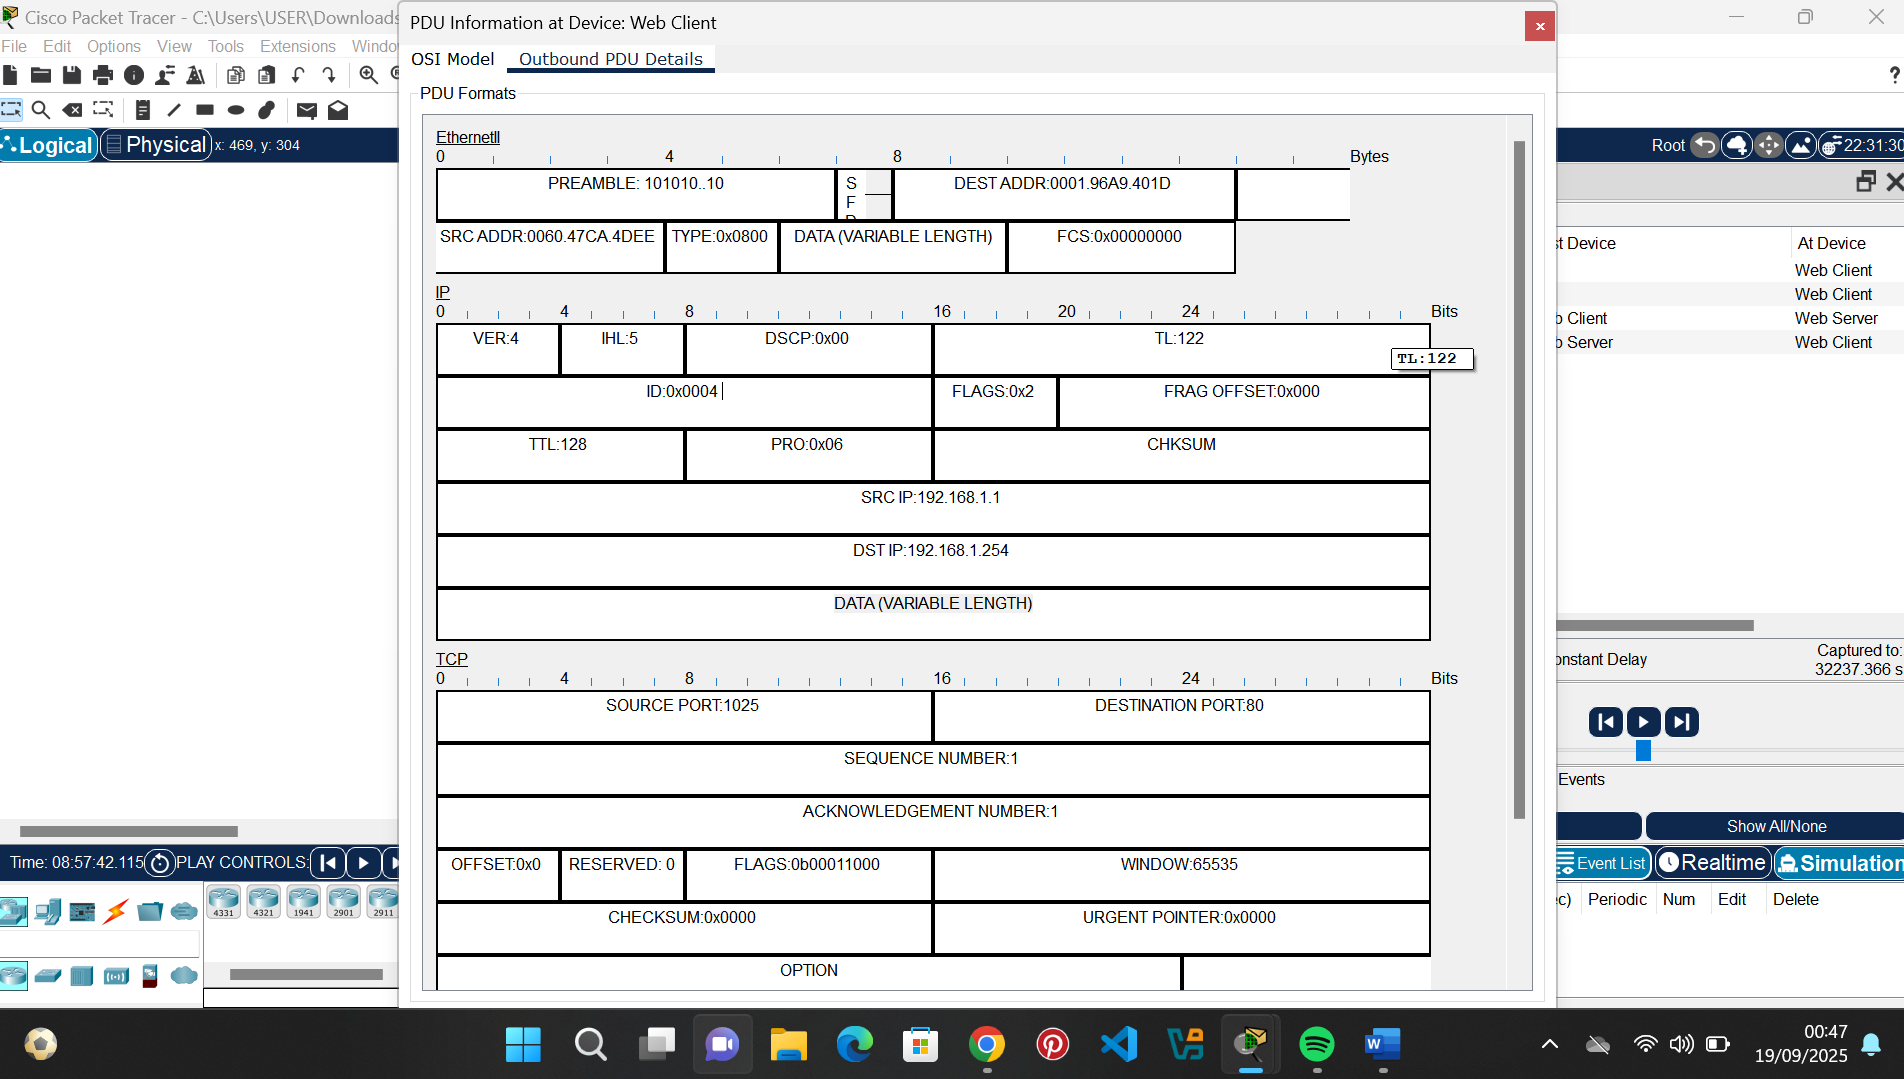 Cisco Packet Tracer - C:\Users\USER\Downloads
PDU Information at Device: Web Client
File Edit Options View Tools Extensions Windo
OSI Model Outbound PDU Details
PDU Formats
Logical Physical x: 469, y: 304
Root 22:31:30
EthernetII
0 4 8 Bytes
PREAMBLE: 101010..10
S
F
D
DEST ADDR:0001.96A9.401D
SRC ADDR:0060.47CA.4DEE TYPE:0x0800 DATA (VARIABLE LENGTH) FCS:0x00000000
IP
0 4 8 16 20 24 Bits
VER:4 IHL:5 DSCP:0x00 TL:122
TL:122
ID:0x0004 FLAGS:0x2 FRAG OFFSET:0x000
TTL:128 PRO:0x06 CHKSUM
SRC IP:192.168.1.1
DST IP:192.168.1.254
DATA (VARIABLE LENGTH)
TCP
0 4 8 16 24 Bits
SOURCE PORT:1025 DESTINATION PORT:80
SEQUENCE NUMBER:1
ACKNOWLEDGEMENT NUMBER:1
OFFSET:0x0 RESERVED: 0 FLAGS:0b00011000 WINDOW:65535
CHECKSUM:0x0000 URGENT POINTER:0x0000
OPTION
st Device At Device
Web Client
Web Client
b Client Web Server
b Server Web Client
onstant Delay
Captured to:
32237.366 s
Events
Show All/None
Event List Realtime Simulation
c) Periodic Num Edit Delete
Time: 08:57:42.115 PLAY CONTROLS:
4331 4321 1941 2901 2911
00:47
19/09/2025